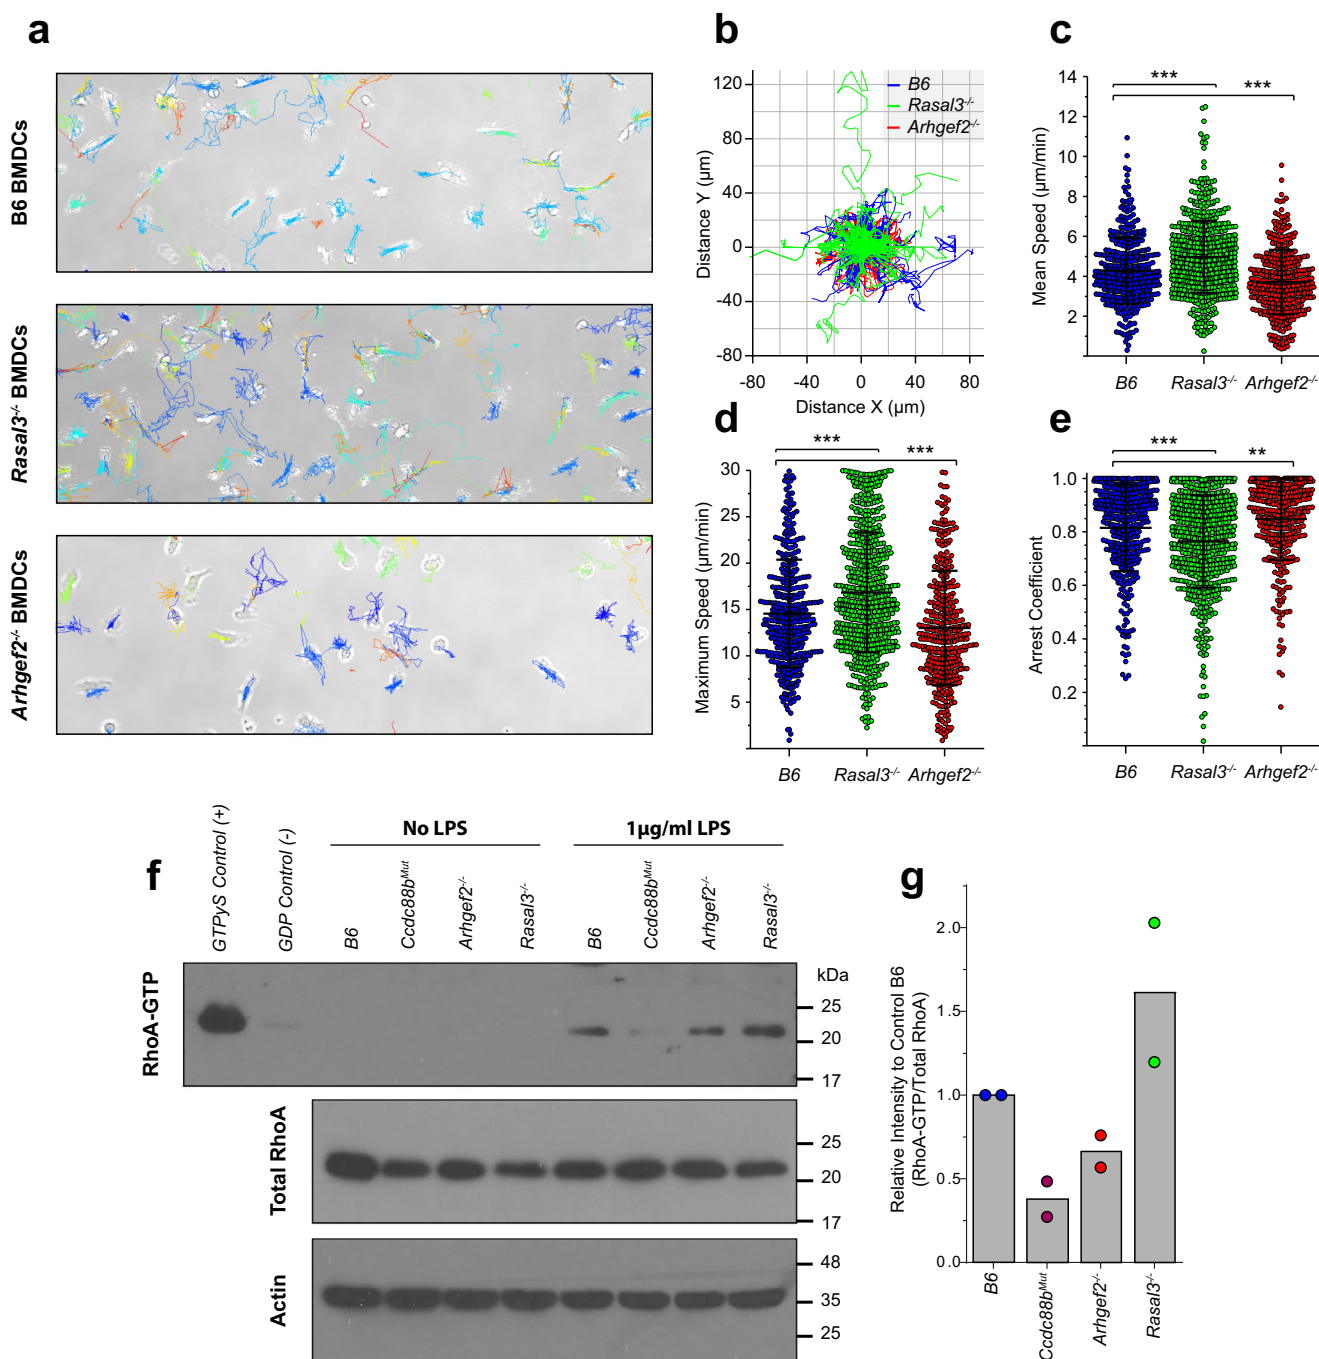 a
B6 BMDCs
Rasal3-/- BMDCs
Arhgef2-/- BMDCs
b
Distance Y (µm)
120
80
40
0
-40
-80
B6
Rasal3-/-
Arhgef2-/-
-80 -40 0 40 80
Distance X (µm)
c
Mean Speed (µm/min)
14
12
10
8
6
4
2
*** ***
B6 Rasal3-/- Arhgef2-/-
d
Maximum Speed (µm/min)
30
25
20
15
10
5
*** ***
B6 Rasal3-/- Arhgef2-/-
e
Arrest Coefficient
1.0
0.8
0.6
0.4
0.2
*** **
B6 Rasal3-/- Arhgef2-/-
f
GTPyS Control (+)
GDP Control (-)
No LPS
B6
Ccdc88bMut
Arhgef2-/-
Rasal3-/-
1µg/ml LPS
B6
Ccdc88bMut
Arhgef2-/-
Rasal3-/-
RhoA-GTP
kDa
25
20
17
Total RhoA
25
20
17
Actin
48
35
25
g
Relative Intensity to Control B6
(RhoA-GTP/Total RhoA)
2.0
1.5
1.0
0.5
0.0
B6
Ccdc88bMut
Arhgef2-/-
Rasal3-/-